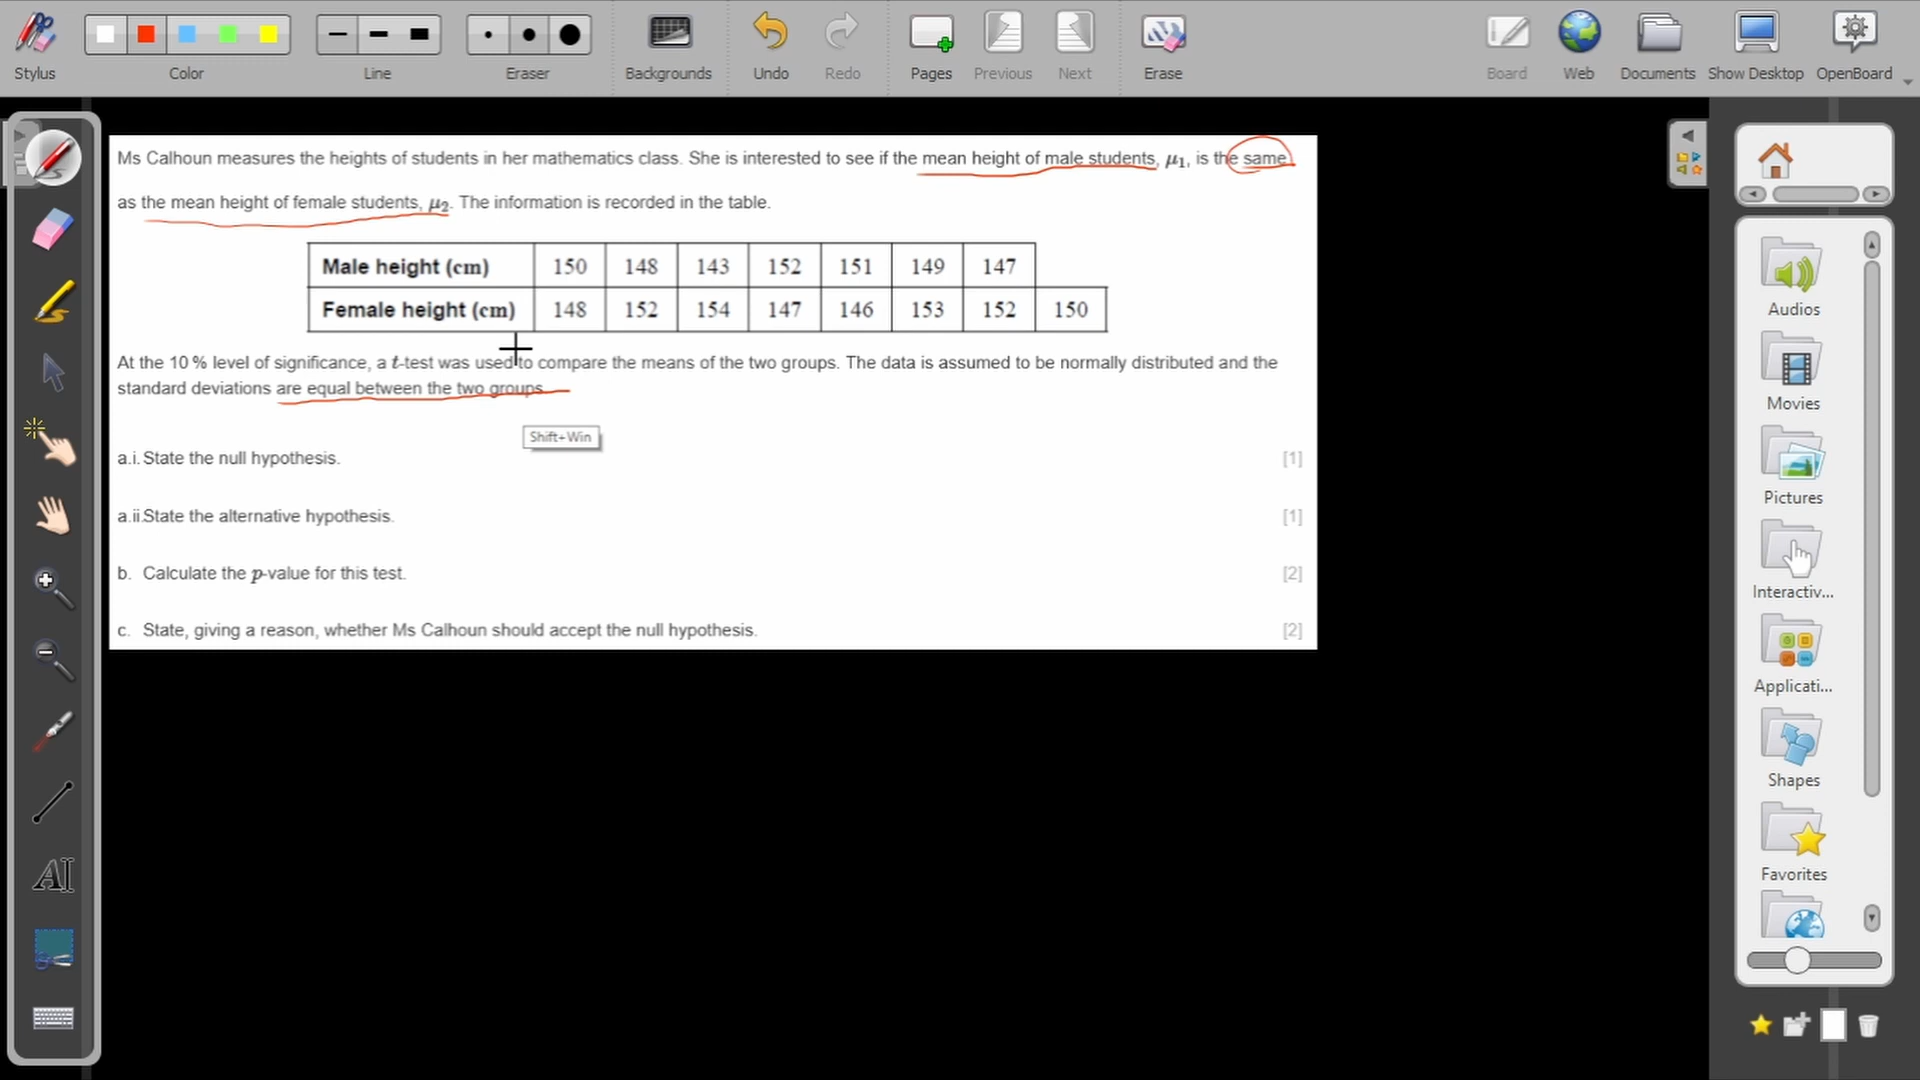 Stylus
Color
Line
Eraser
Backgrounds
Undo
Redo
Pages
Previous
Next
Erase
Board
Web
Documents
Show Desktop
OpenBoard
Ms Calhoun measures the heights of students in her mathematics class. She is interested to see if the mean height of male students, μ₁, is the same
as the mean height of female students, μ₂. The information is recorded in the table.
Male height (cm) 150 148 143 152 151 149 147
Female height (cm) 148 152 154 147 146 153 152 150
At the 10 % level of significance, a t-test was used to compare the means of the two groups. The data is assumed to be normally distributed and the
standard deviations are equal between the two groups.
Shift+Win
a.i. State the null hypothesis. [1]
a.ii. State the alternative hypothesis. [1]
b. Calculate the p-value for this test. [2]
c. State, giving a reason, whether Ms Calhoun should accept the null hypothesis. [2]
AI
Audios
Movies
Pictures
Interactiv...
Applicati...
Shapes
Favorites